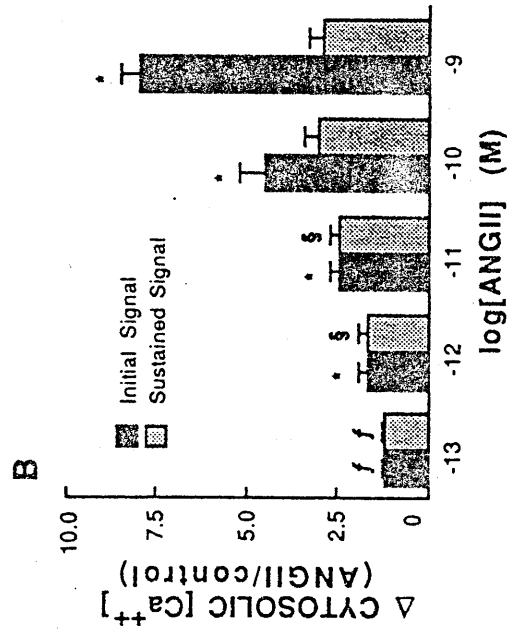 B
Initial Signal
Sustained Signal
Δ CYTOSOLIC [Ca++]
(ANGII/control)
10.0
7.5
5.0
2.5
0
f f
* §
* §
*
*
-13 -12 -11 -10 -9
log[ANGII] (M)